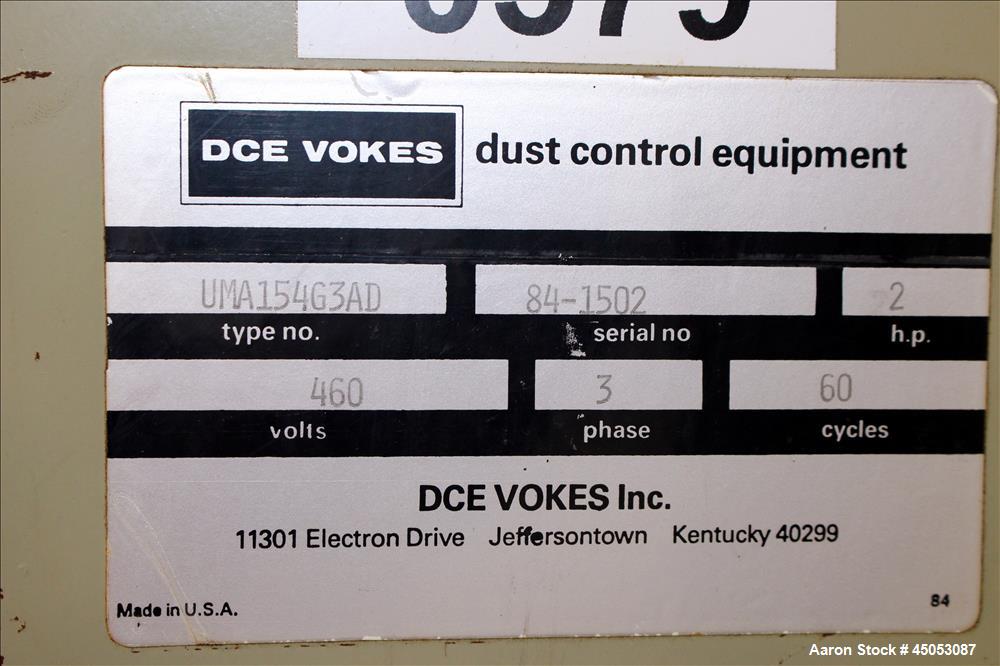 DCE VOKES dust control equipment
UMA154G3AD 84-1502 2
type no. serial no h.p.
460 3 60
volts phase cycles
DCE VOKES Inc.
11301 Electron Drive Jeffersontown Kentucky 40299
Made in U.S.A. 84
Aaron Stock # 45053087